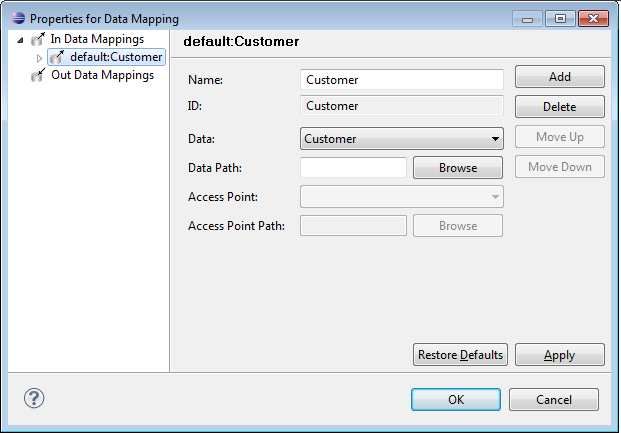 Properties for Data Mapping
In Data Mappings
default:Customer
Out Data Mappings
default:Customer
Name: Customer Add
ID: Customer Delete
Data: Customer Move Up
Data Path: Browse Move Down
Access Point:
Access Point Path: Browse
Restore Defaults Apply
? OK Cancel